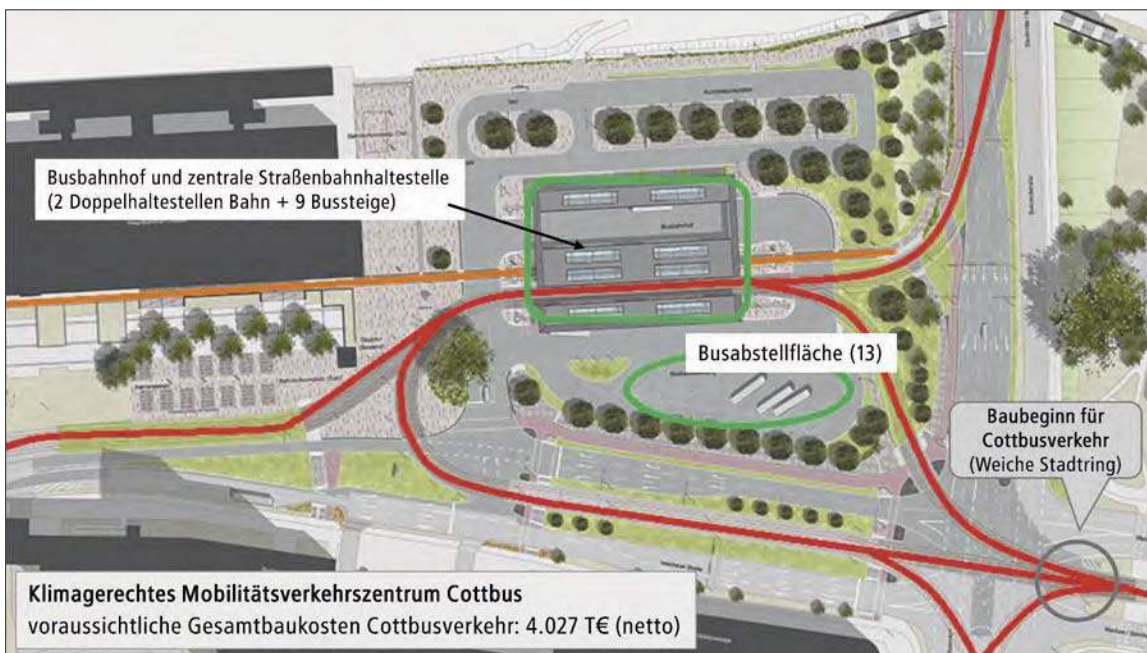 Busbahnhof und zentrale Straßenbahnhaltestelle
(2 Doppelhaltestellen Bahn + 9 Bussteige)
Busbahnhof
Busabstellfläche (13)
Baubeginn für
Cottbusverkehr
(Weiche Stadtring)
Klimagerechtes Mobilitätsverkehrszentrum Cottbus
voraussichtliche Gesamtbaukosten Cottbusverkehr: 4.027 T€ (netto)